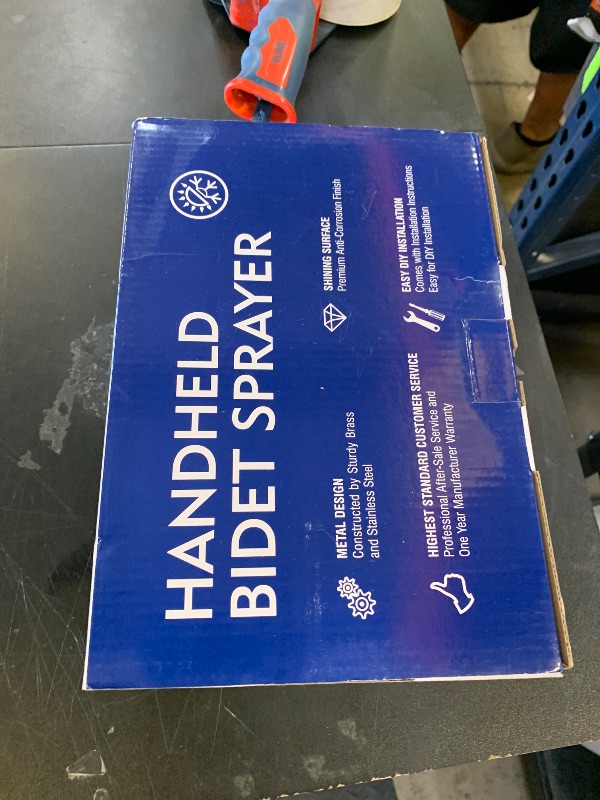 HANDHELD
BIDET SPRAYER
METAL DESIGN
Constructed by Sturdy Brass
and Stainless Steel
SHINING SURFACE
Premium Anti-Corrosion Finish
HIGHEST STANDARD CUSTOMER SERVICE
Professional After-Sale Service and
One Year Manufacturer Warranty
EASY DIY INSTALLATION
Comes with Installation Instructions
Easy for DIY Installation